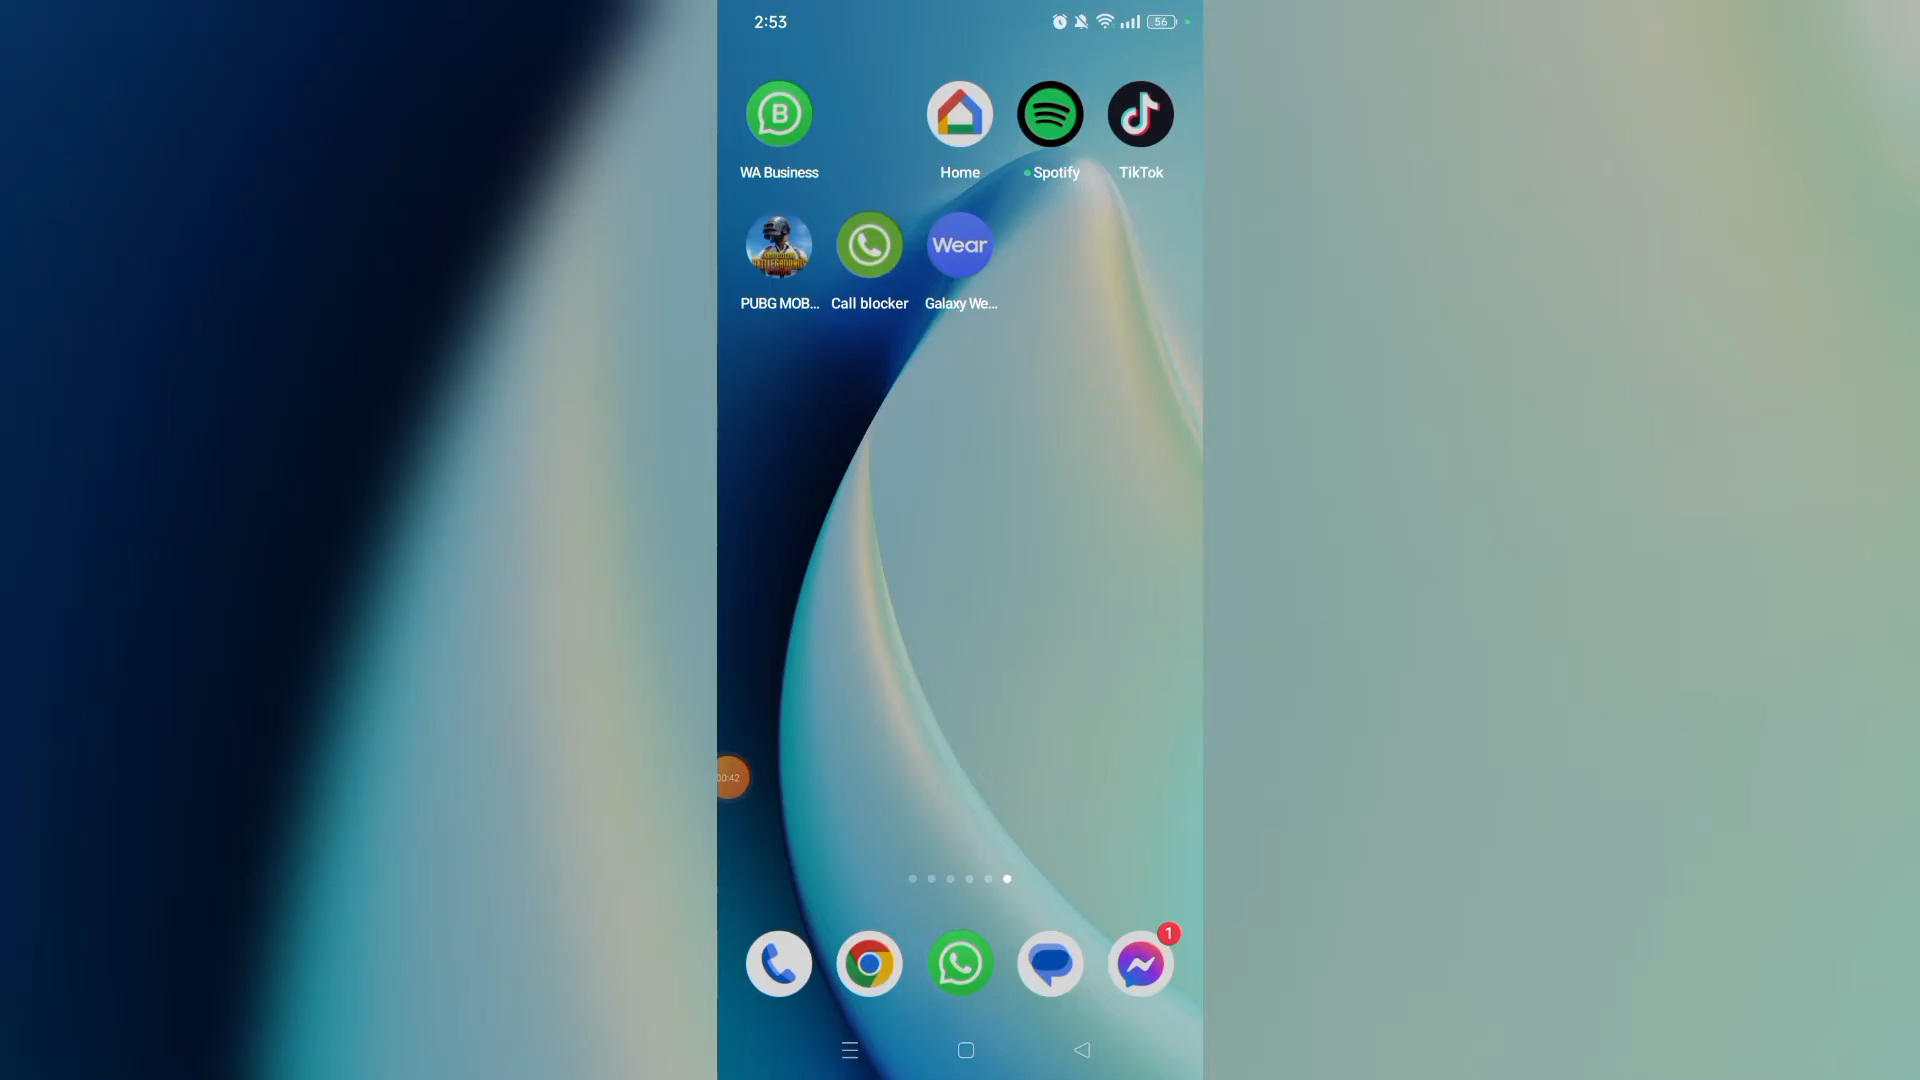 2:53
56
B
WA Business
Home
Spotify
TikTok
Wear
PUBG MOB...
Call blocker
Galaxy We...
00:42
1